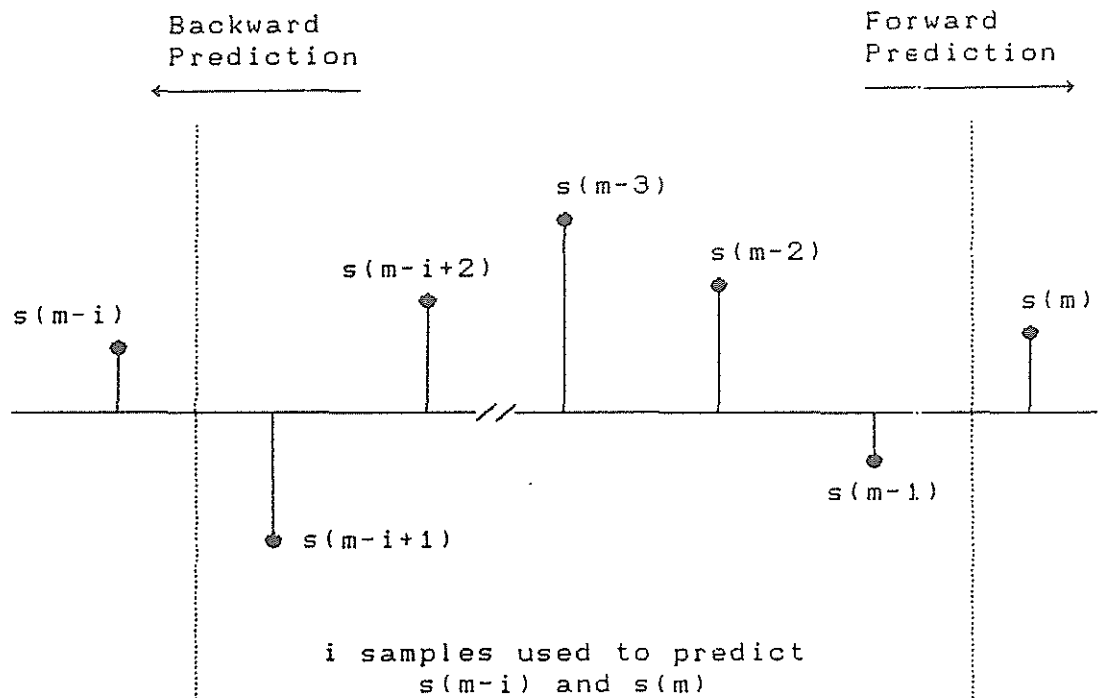 Backward
Prediction
Forward
Prediction
s(m-3)
s(m-2)
s(m-i+2)
s(m)
s(m-i)
s(m-1)
s(m-i+1)
i samples used to predict
s(m-i) and s(m)